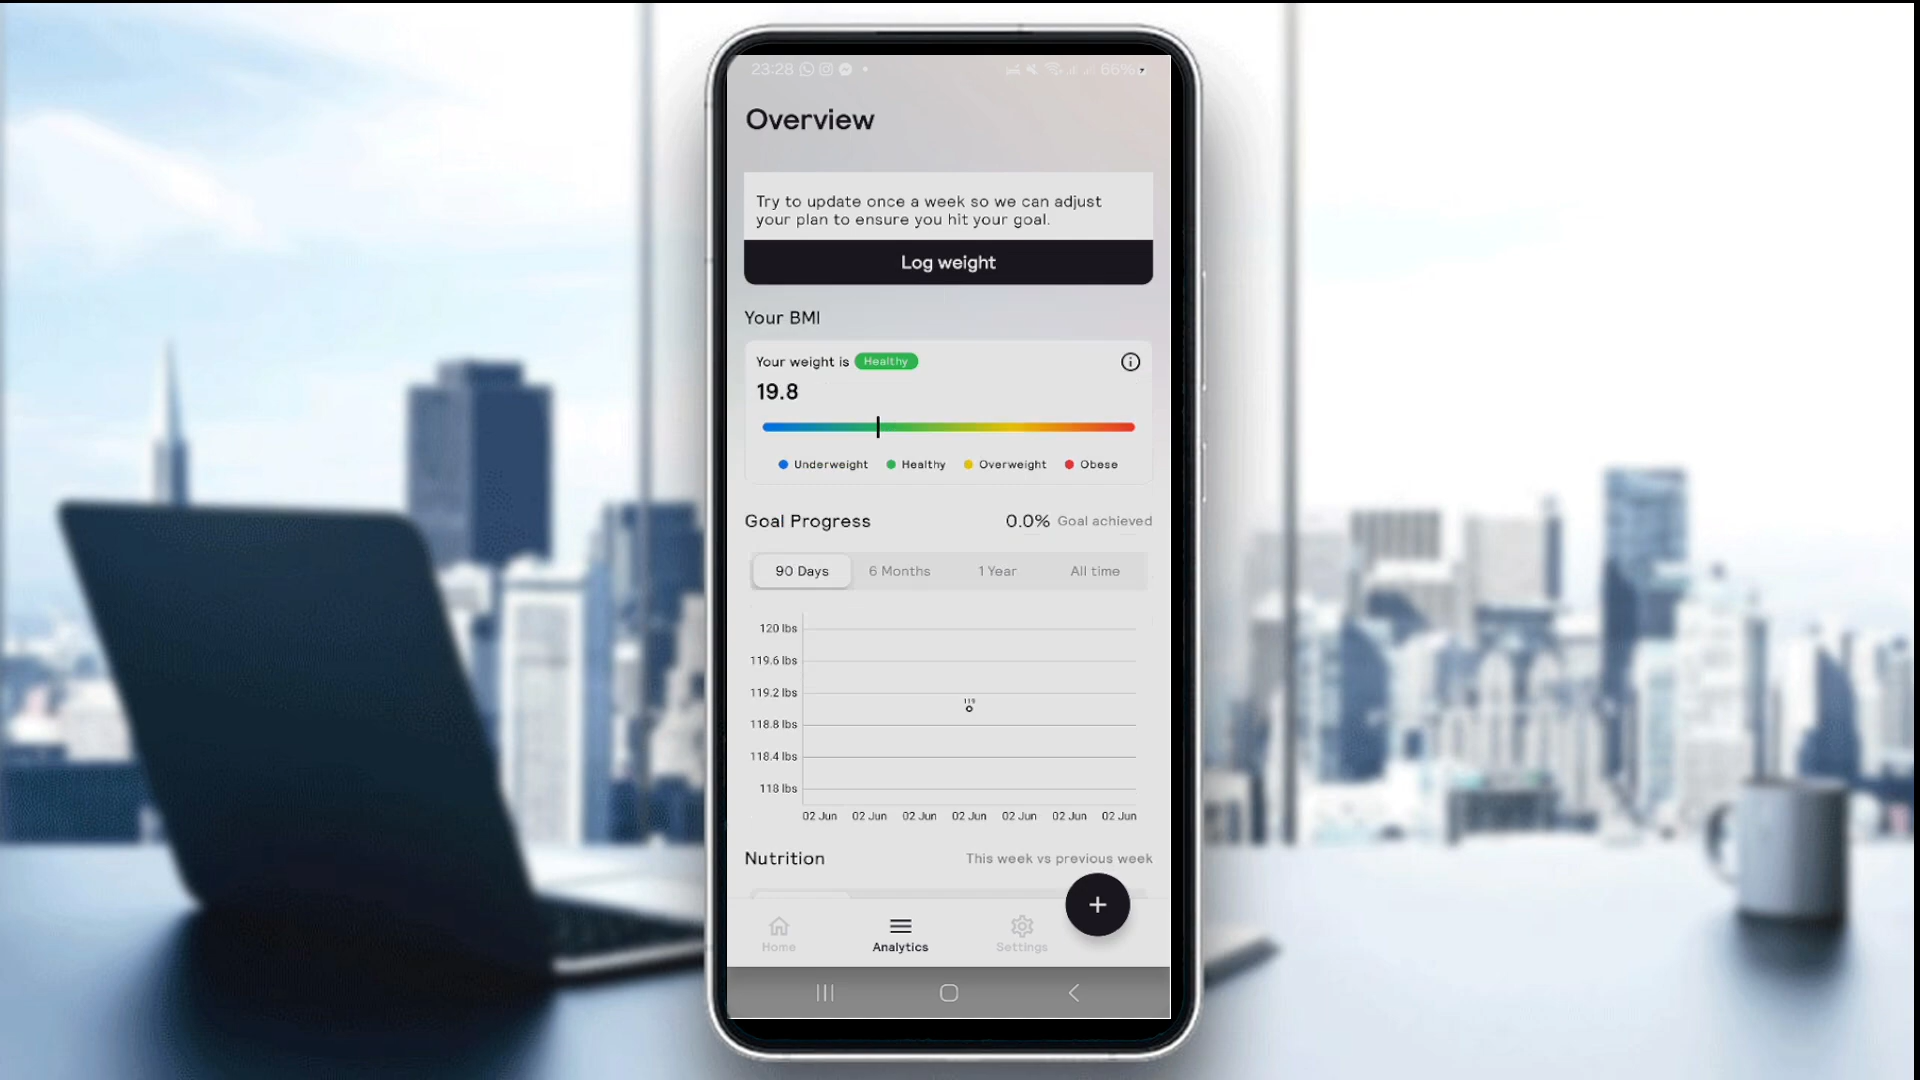 23:28 66%
Overview
Try to update once a week so we can adjust
your plan to ensure you hit your goal.
Log weight
Your BMI
Your weight is Healthy
19.8
Underweight Healthy Overweight Obese
Goal Progress 0.0% Goal achieved
90 Days 6 Months 1 Year All time
120 lbs
119.6 lbs
119.2 lbs
119
118.8 lbs
118.4 lbs
118 lbs
02 Jun 02 Jun 02 Jun 02 Jun 02 Jun 02 Jun 02 Jun
Nutrition This week vs previous week
+
Home Analytics Settings